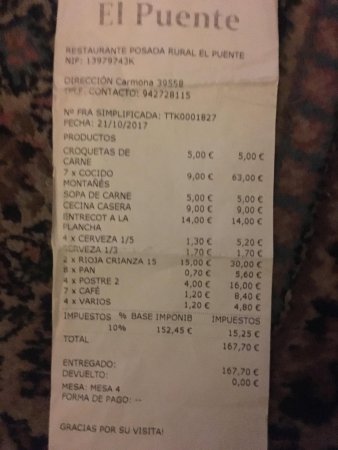 El Puente
RESTAURANTE POSADA RURAL EL PUENTE
NIF: 13979743K
DIRECCIÓN Carmona 39558
TELF. CONTACTO: 942728115
Nº FRA SIMPLIFICADA: TTK0001827
FECHA: 21/10/2017
PRODUCTOS
CROQUETAS DE
CARNE 5,00 € 5,00 €
7 x COCIDO
MONTAÑÉS 9,00 € 63,00 €
SOPA DE CARNE 5,00 € 5,00 €
CECINA CASERA 9,00 € 9,00 €
ENTRECOT A LA
PLANCHA 14,00 € 14,00 €
4 x CERVEZA 1/5 1,30 € 5,20 €
CERVEZA 1/3 1,70 € 1,70 €
2 x RIOJA CRIANZA 15 15,00 € 30,00 €
8 x PAN 0,70 € 5,60 €
4 x POSTRE 2 4,00 € 16,00 €
7 x CAFÉ 1,20 € 8,40 €
4 x VARIOS 1,20 € 4,80 €
IMPUESTOS % BASE IMPONIB IMPUESTOS
10% 152,45 € 15,25 €
TOTAL 167,70 €
ENTREGADO: 167,70 €
DEVUELTO: 0,00 €
MESA: MESA 4
FORMA DE PAGO: --
GRACIAS POR SU VISITA!